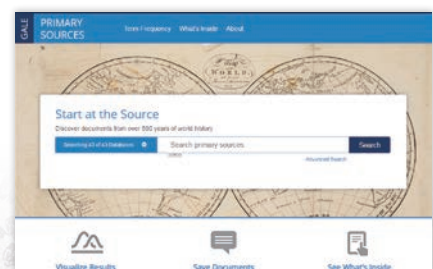 GALE
PRIMARY
SOURCES
Term Frequency What's Inside About
WORLD
Start at the Source
Discover documents from over 500 years of world history
Search primary sources
Search
Advanced Search
Visualize Results
Save Documents
See What's Inside